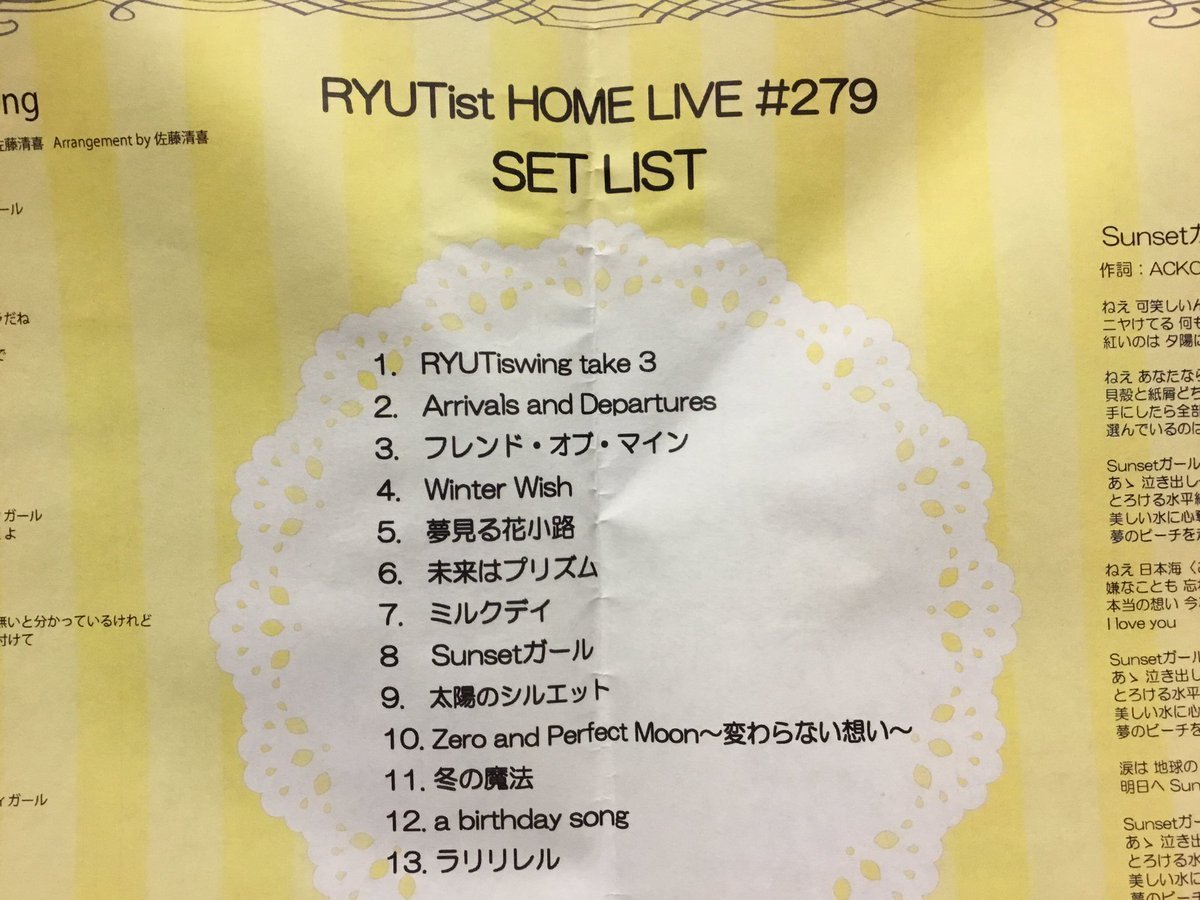 RYUTist HOME LIVE #279
SET LIST
1. RYUTiswing take 3
2. Arrivals and Departures
3. フレンド・オブ・マイン
4. Winter Wish
5. 夢見る花小路
6. 未来はプリズム
7. ミルクデイ
8 Sunsetガール
9. 太陽のシルエット
10. Zero and Perfect Moon〜変わらない想い〜
11. 冬の魔法
12. a birthday song
13. ラリリレル
ng
佐藤清喜 Arrangement by 佐藤清喜
ール
だね
で
ガール
よ
無いと分かっているけれど
付けて
ィガール
Sunsetガ
作詞：ACKO
ねえ 可笑しいん
ニヤけてる 何も
紅いのは 夕陽に
ねえ あなたなら
貝殻と紙屑どち
手にしたら全部
選んでいるのは
Sunsetガール
あゝ 泣き出し
とろける水平線
美しい水に心
夢のビーチを
ねえ 日本海
嫌なことも 忘
本当の想い 今
I love you
Sunsetガール
あゝ 泣き出し
とろける水平
美しい水に心
夢のビーチを
涙は 地球の
明日へ Sun
Sunsetガー
あゝ 泣き出
とろける水
美しい水に
夢のビーチ